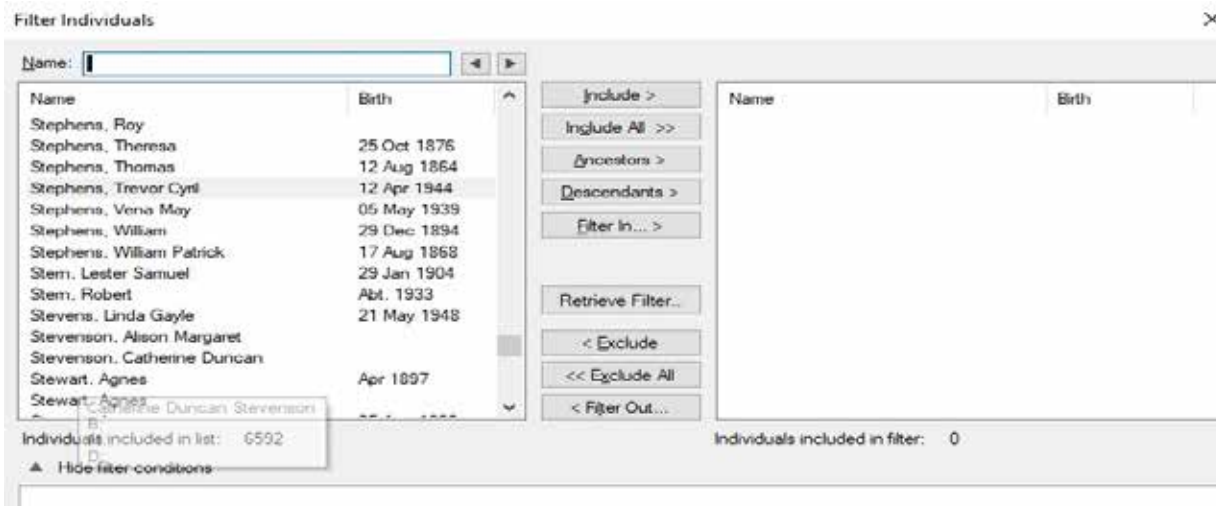 Filter Individuals
Name:
Name Birth
Stephens, Roy
Stephens, Theresa 25 Oct 1876
Stephens, Thomas 12 Aug 1864
Stephens, Trevor Cyril 12 Apr 1944
Stephens, Vena May 05 May 1939
Stephens, William 29 Dec 1894
Stephens, William Patrick 17 Aug 1868
Stern, Lester Samuel 29 Jan 1904
Stern, Robert Abt. 1933
Stevens, Linda Gayle 21 May 1948
Stevenson, Alison Margaret
Stevenson, Catherine Duncan
Stewart, Agnes Apr 1897
Stewart, Agnes
Catherine Duncan Stevenson
B:
D:
Individuals included in list: 6592
Hide filter conditions
Include >
Include All >>
Ancestors >
Descendants >
Filter In... >
Retrieve Filter...
< Exclude
<< Exclude All
< Filter Out...
Name Birth
Individuals included in filter: 0